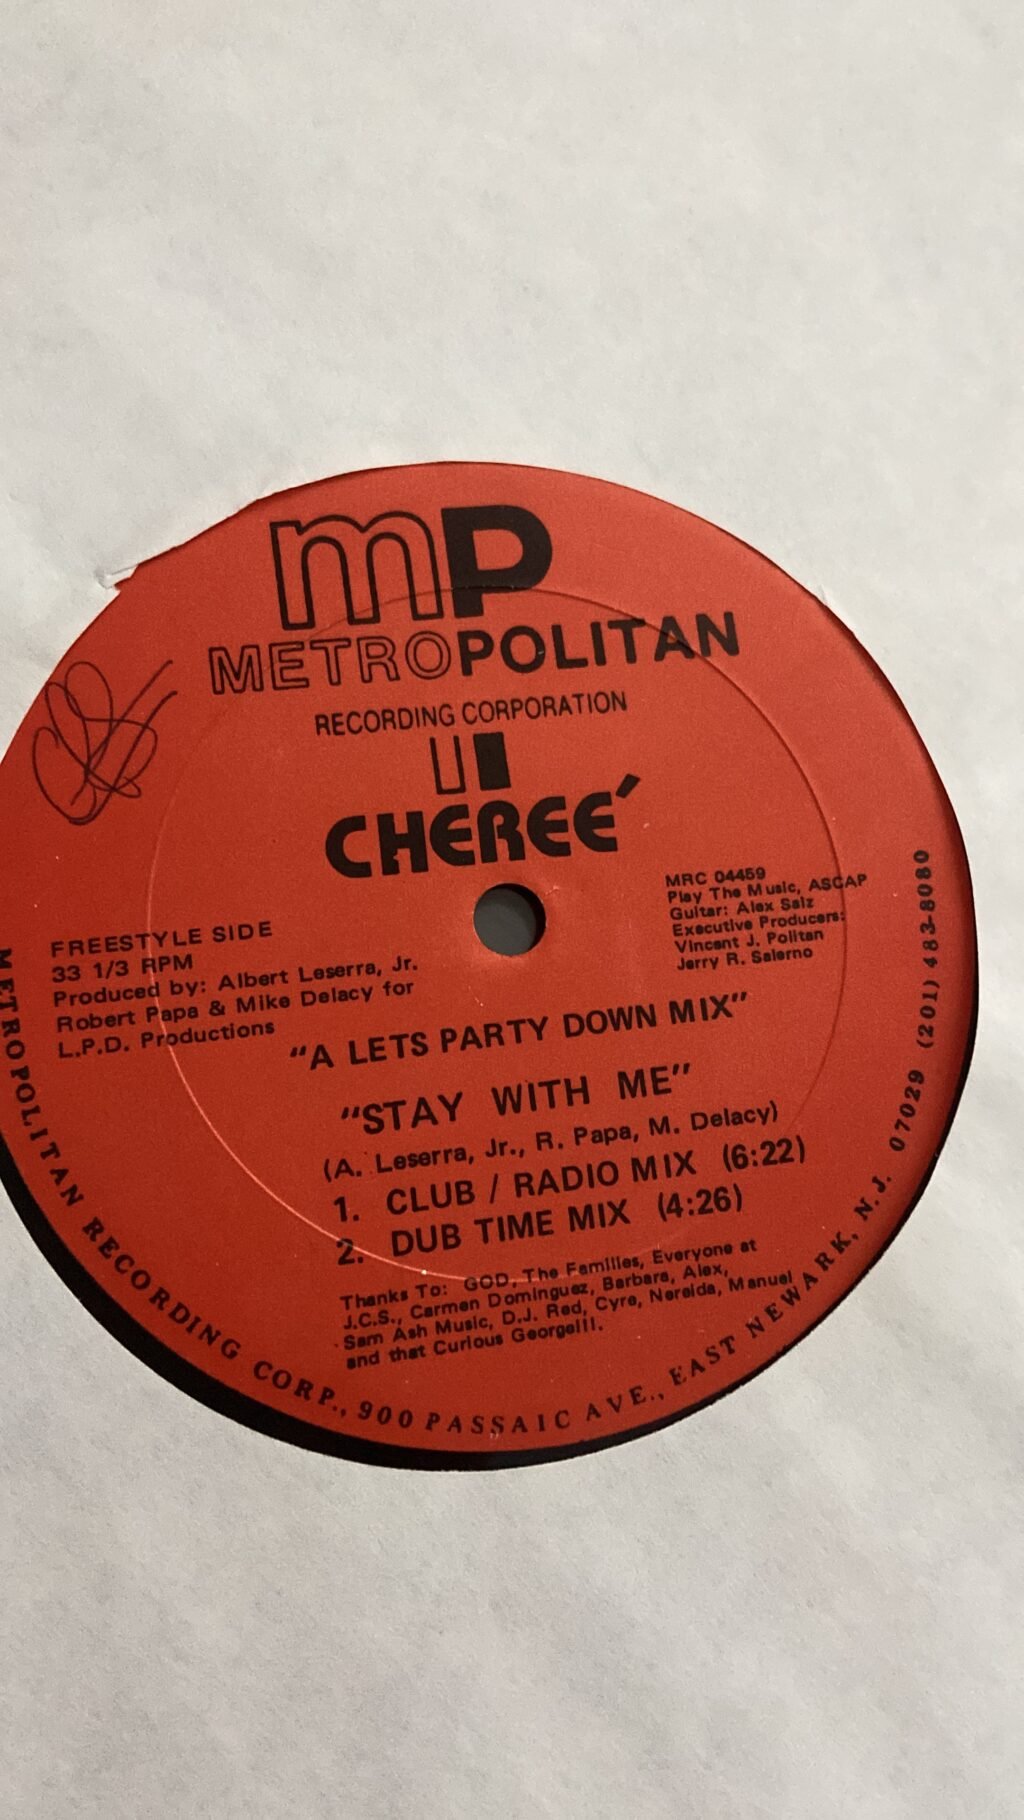 mP
METROPOLITAN
RECORDING CORPORATION
CHEREE´
FREESTYLE SIDE
33 1/3 RPM
Produced by: Albert Leserra, Jr.
Robert Papa & Mike Delacy for
L.P.D. Productions
MRC 04459
Play The Music, ASCAP
Guitar: Alex Salz
Executive Producers:
Vincent J. Politan
Jerry R. Salerno
"A LETS PARTY DOWN MIX"
"STAY WITH ME"
(A. Leserra, Jr., R. Papa, M. Delacy)
1. CLUB / RADIO MIX (6:22)
2. DUB TIME MIX (4:26)
Thanks To: GOD, The Families, Everyone at
J.C.S., Carmen Dominguez, Barbara, Alex,
Sam Ash Music, D.J. Red, Cyre, Nereida, Manuel
and that Curious George!!!.
METROPOLITAN RECORDING CORP., 900 PASSAIC AVE., EAST NEWARK, N.J. 07029 (201) 483-8080